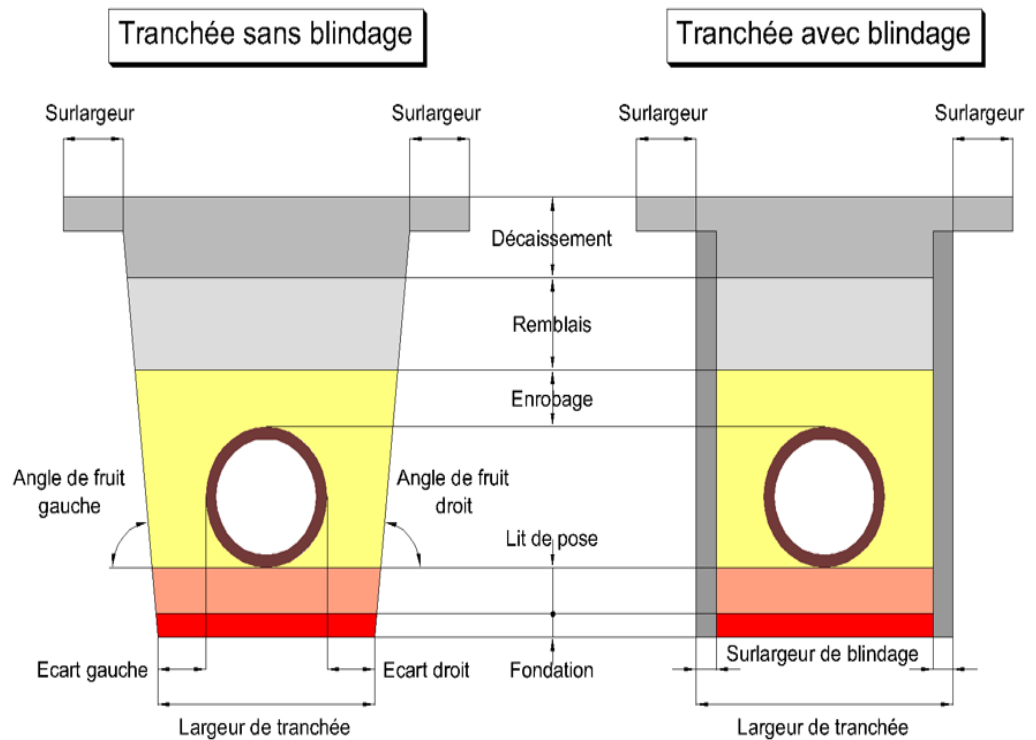 Tranchée sans blindage
Tranchée avec blindage
Surlargeur
Surlargeur
Surlargeur
Surlargeur
Décaissement
Remblais
Enrobage
Angle de fruit
gauche
Angle de fruit
droit
Lit de pose
Ecart gauche
Ecart droit
Fondation
Surlargeur de blindage
Largeur de tranchée
Largeur de tranchée